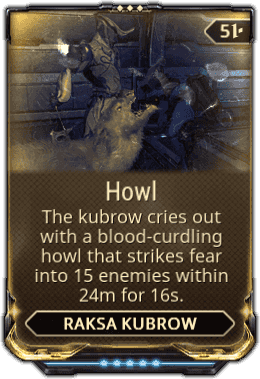 51
Howl
The kubrow cries out
with a blood-curdling
howl that strikes fear
into 15 enemies within
24m for 16s.
RAKSA KUBROW